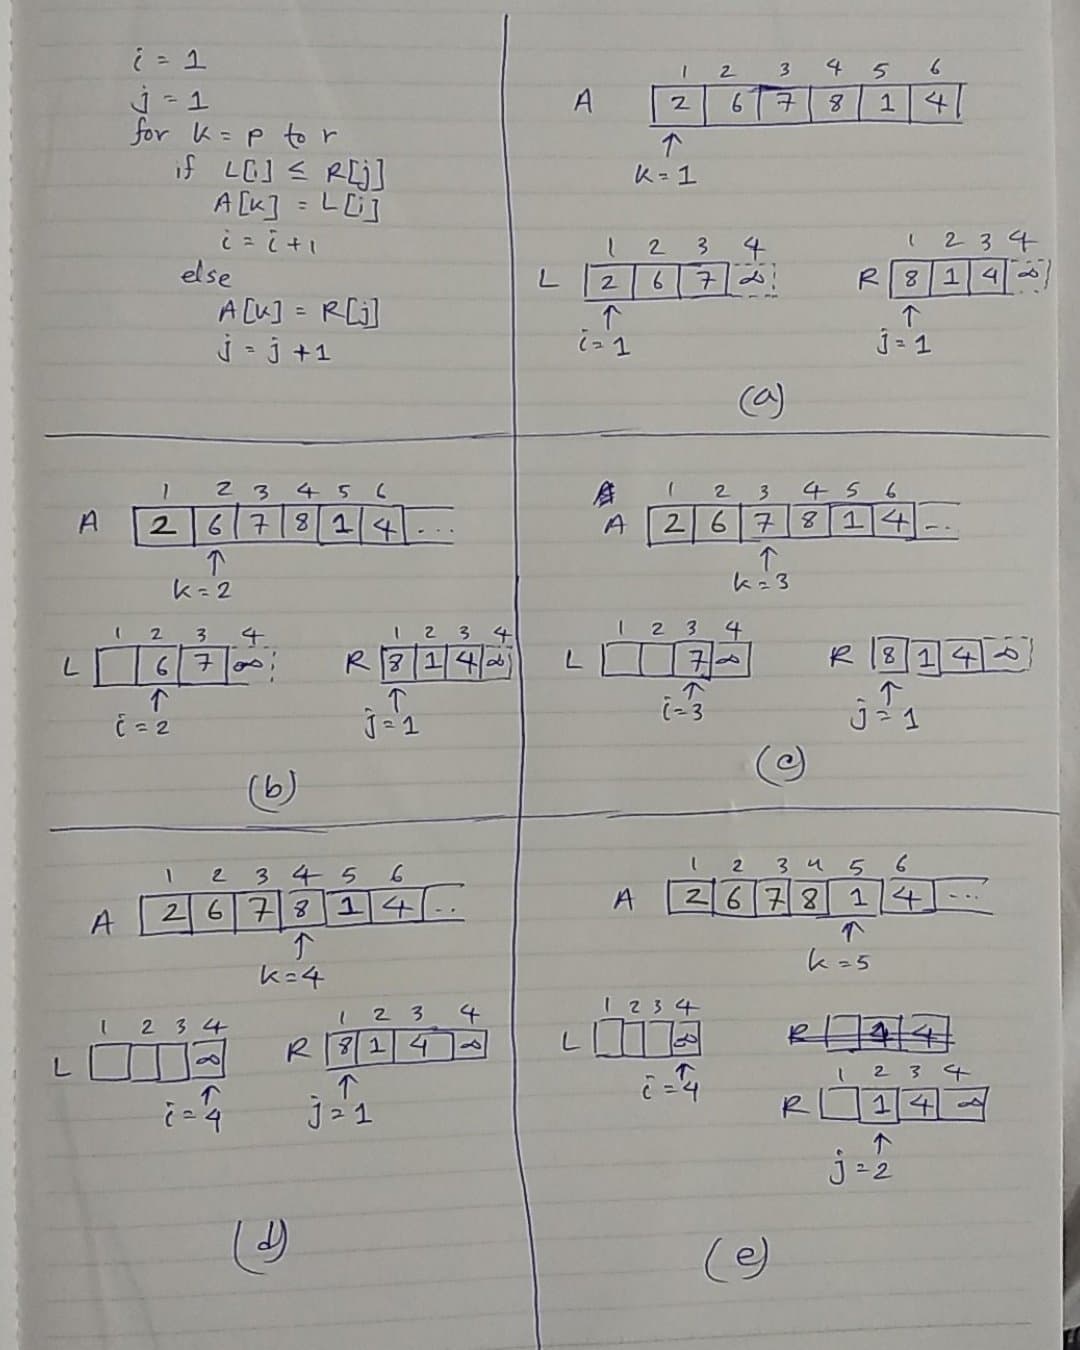 i = 1
j = 1
for k = p to r
if L[i] ≤ R[j]
A[k] = L[i]
i = i + 1
else
A[k] = R[j]
j = j + 1
1 2 3 4 5 6
A 2 6 7 8 1 4
↑
k = 1
1 2 3 4
L 2 6 7 ∞
↑
i = 1
1 2 3 4
R 8 1 4 ∞
↑
j = 1
(a)
1 2 3 4 5 6
A 2 6 7 8 1 4 ...
↑
k = 2
1 2 3 4
L 6 7 ∞
↑
i = 2
1 2 3 4
R 8 1 4 ∞
↑
j = 1
(b)
1 2 3 4 5 6
A 2 6 7 8 1 4 ...
↑
k = 3
1 2 3 4
L 7 ∞
↑
i = 3
R 8 1 4 ∞
↑
j = 1
(c)
1 2 3 4 5 6
A 2 6 7 8 1 4 ..
↑
k = 4
1 2 3 4
L ∞
↑
i = 4
1 2 3 4
R 8 1 4 ∞
↑
j = 1
(d)
1 2 3 4 5 6
A 2 6 7 8 1 4 ...
↑
k = 5
1 2 3 4
L ∞
↑
i = 4
R 1 4
1 2 3 4
R 1 4 ∞
↑
j = 2
(e)